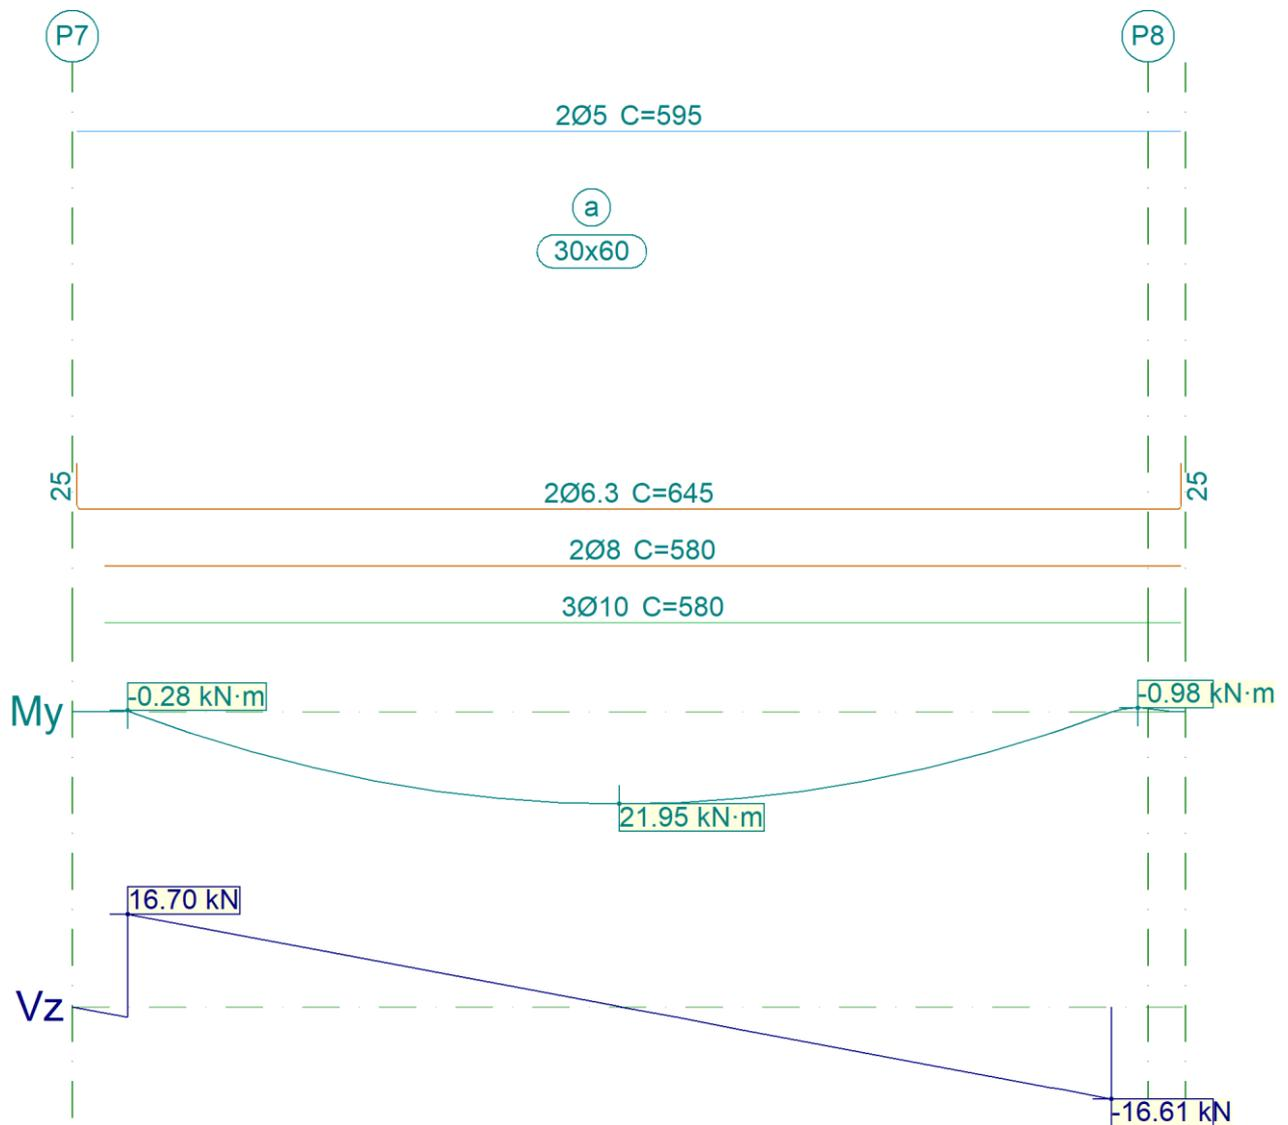 P7
P8
2Ø5 C=595
a
30x60
25
2Ø6.3 C=645
25
2Ø8 C=580
3Ø10 C=580
My
-0.28 kN·m
-0.98 kN·m
21.95 kN·m
16.70 kN
Vz
-16.61 kN